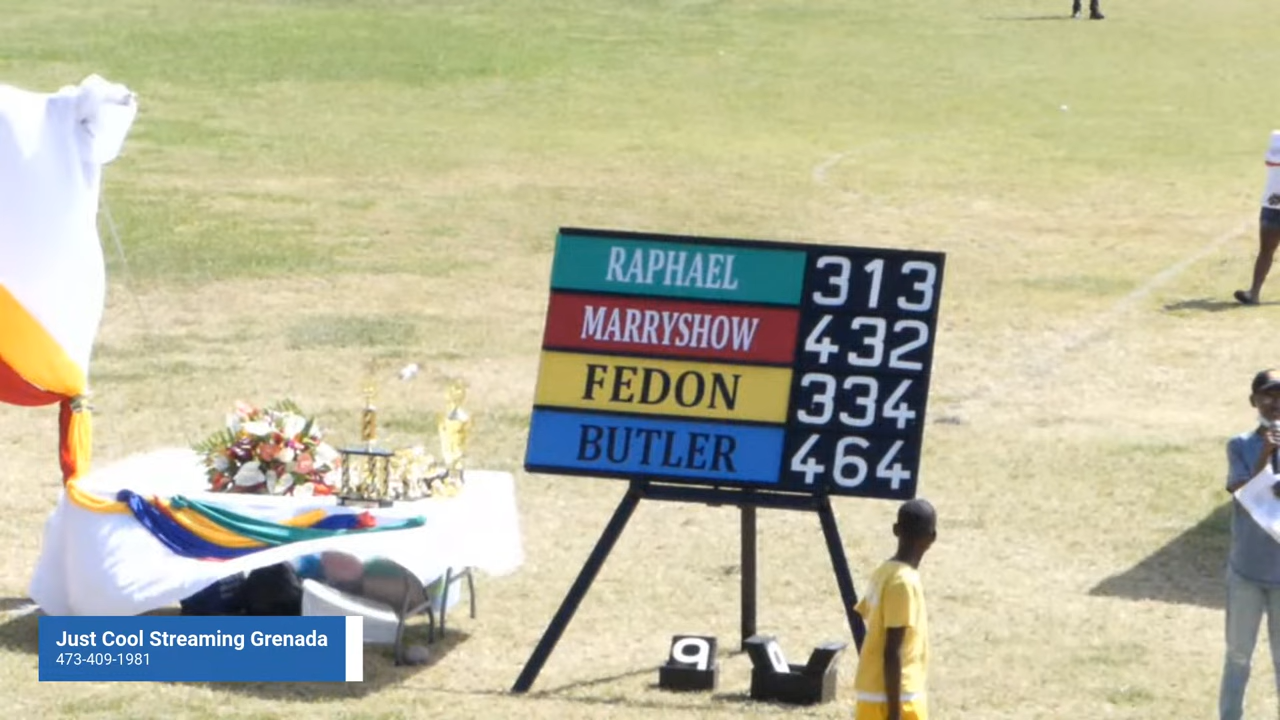 RAPHAEL 313
MARRYSHOW 432
FEDON 334
BUTLER 464
9
Just Cool Streaming Grenada
473-409-1981